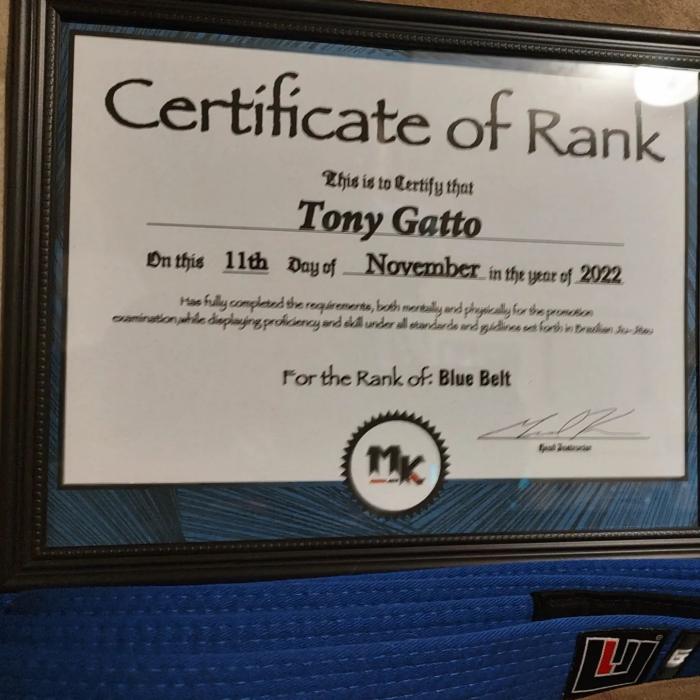 Certificate of Rank
This is to Certify that
Tony Gatto
On this 11th Day of November in the year of 2022
Has fully completed the requirements, both mentally and physically for the promotion
examination,while displaying proficiency and skill under all standards and guidlines set forth in Brazilian Jiu-Jitsu
For the Rank of: Blue Belt
MK